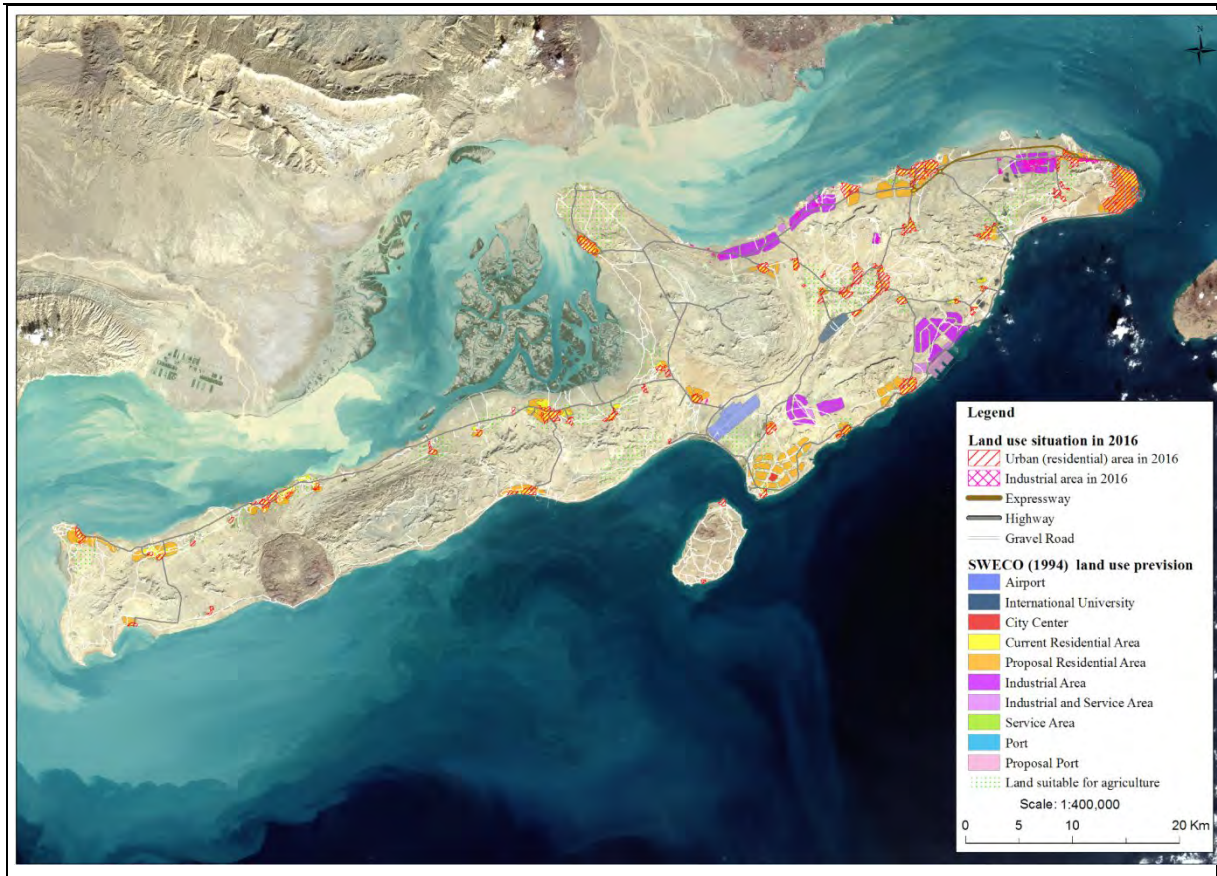 N
Legend
Land use situation in 2016
Urban (residential) area in 2016
Industrial area in 2016
Expressway
Highway
Gravel Road
SWECO (1994) land use prevision
Airport
International University
City Center
Current Residential Area
Proposal Residential Area
Industrial Area
Industrial and Service Area
Service Area
Port
Proposal Port
Land suitable for agriculture
Scale: 1:400,000
0 5 10 20 Km